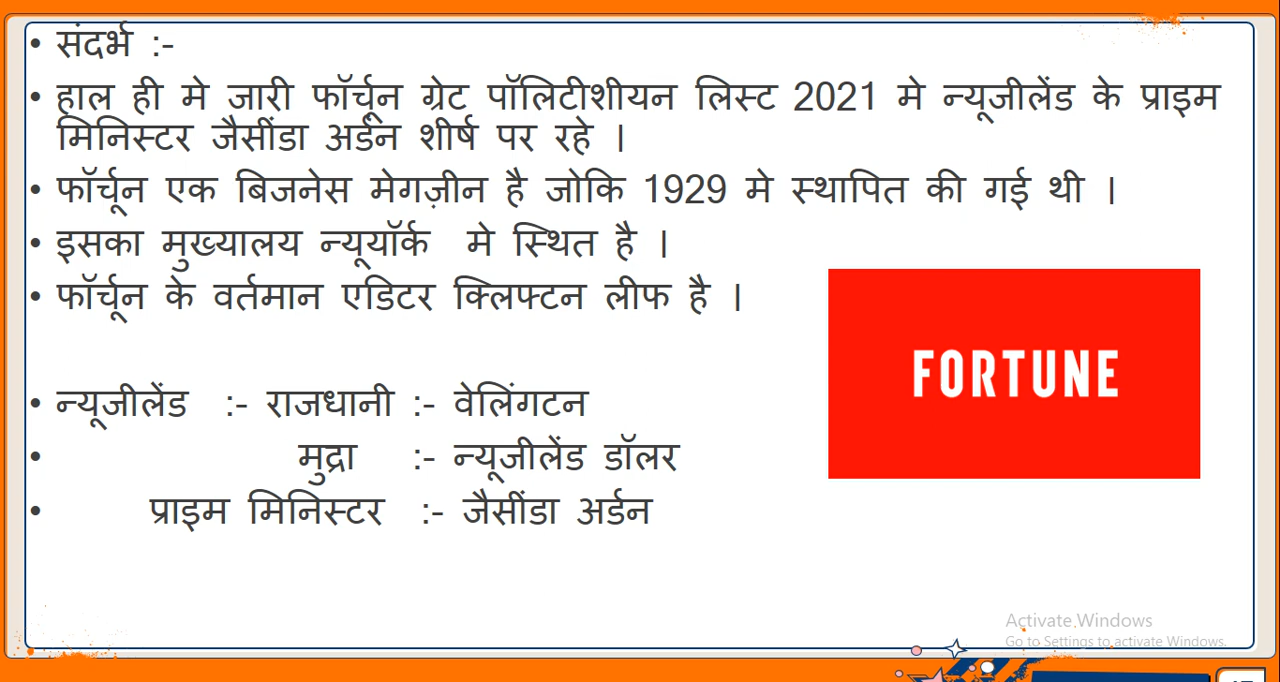 • संदर्भ :-
• हाल ही मे जारी फॉर्चून ग्रेट पॉलिटीशीयन लिस्ट 2021 मे न्यूजीलेंड के प्राइम
मिनिस्टर जैसींडा अर्डन शीर्ष पर रहे ।
• फॉर्चून एक बिजनेस मेगज़ीन है जोकि 1929 मे स्थापित की गई थी ।
• इसका मुख्यालय न्यूयॉर्क मे स्थित है ।
• फॉर्चून के वर्तमान एडिटर क्लिफ्टन लीफ है ।
FORTUNE
• न्यूजीलेंड :- राजधानी :- वेलिंगटन
• मुद्रा :- न्यूजीलेंड डॉलर
• प्राइम मिनिस्टर :- जैसींडा अर्डन
Activate Windows
Go to Settings to activate Windows.